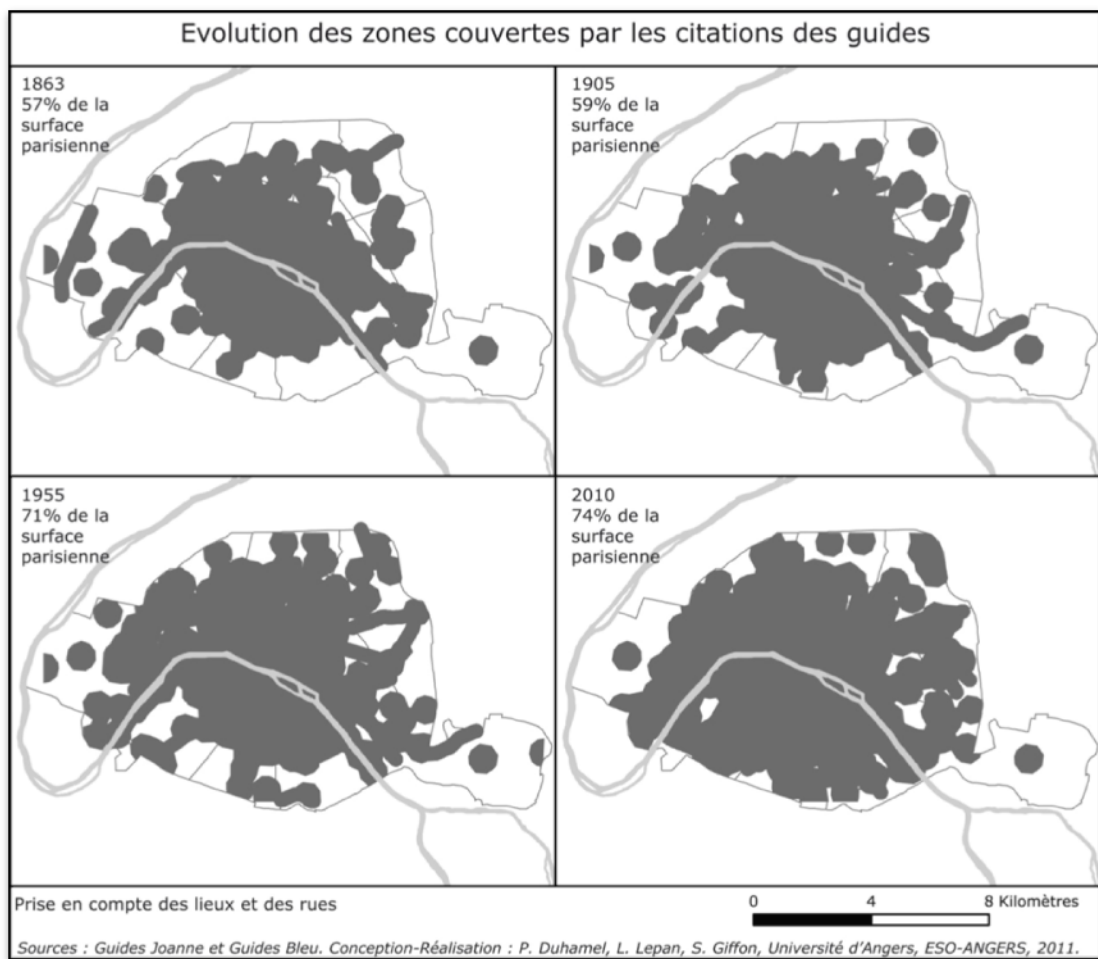 Evolution des zones couvertes par les citations des guides
1863
57% de la
surface
parisienne
1905
59% de la
surface
parisienne
1955
71% de la
surface
parisienne
2010
74% de la
surface
parisienne
Prise en compte des lieux et des rues
0 4 8 Kilomètres
Sources : Guides Joanne et Guides Bleu. Conception-Réalisation : P. Duhamel, L. Lepan, S. Giffon, Université d'Angers, ESO-ANGERS, 2011.